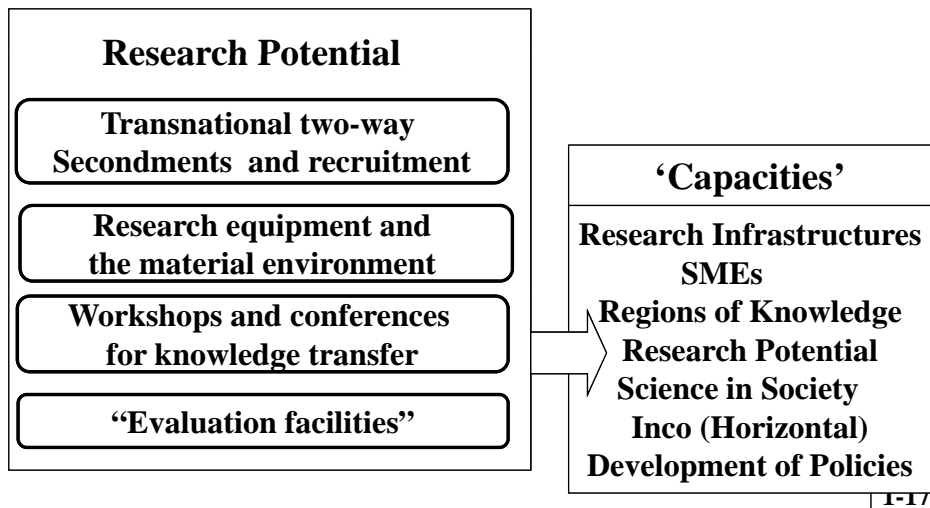 Research Potential
Transnational two-way
Secondments and recruitment
Research equipment and
the material environment
Workshops and conferences
for knowledge transfer
“Evaluation facilities”
‘Capacities’
Research Infrastructures
SMEs
Regions of Knowledge
Research Potential
Science in Society
Inco (Horizontal)
Development of Policies
1-17